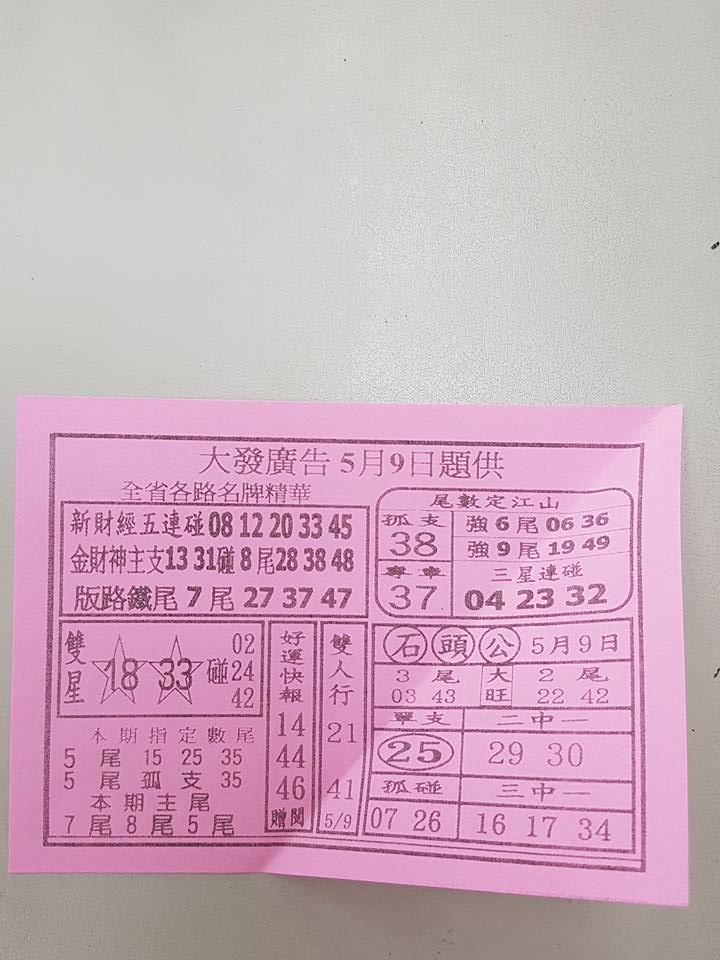 大發廣告 5月9日題供
全省各路名牌精華
新財經五連碰 08 12 20 33 45
金財神主支 13 31 碰 8 尾 28 38 48
版路鐵尾 7 尾 27 37 47
尾數定江山
孤支 強 6 尾 06 36
38 強 9 尾 19 49
專車 三星連碰
37 04 23 32
雙星 18 33 碰 02 24 42
本期指定數尾
5 尾 15 25 35
5 尾 孤 支 35
本期主尾
7 尾 8 尾 5 尾
好運快報
14
44
46
贈閱
雙人行
21
41
5/9
石頭公 5月9日
3 尾 大 2 尾
03 43 旺 22 42
單支 二中一
25 29 30
孤碰 三中一
07 26 16 17 34